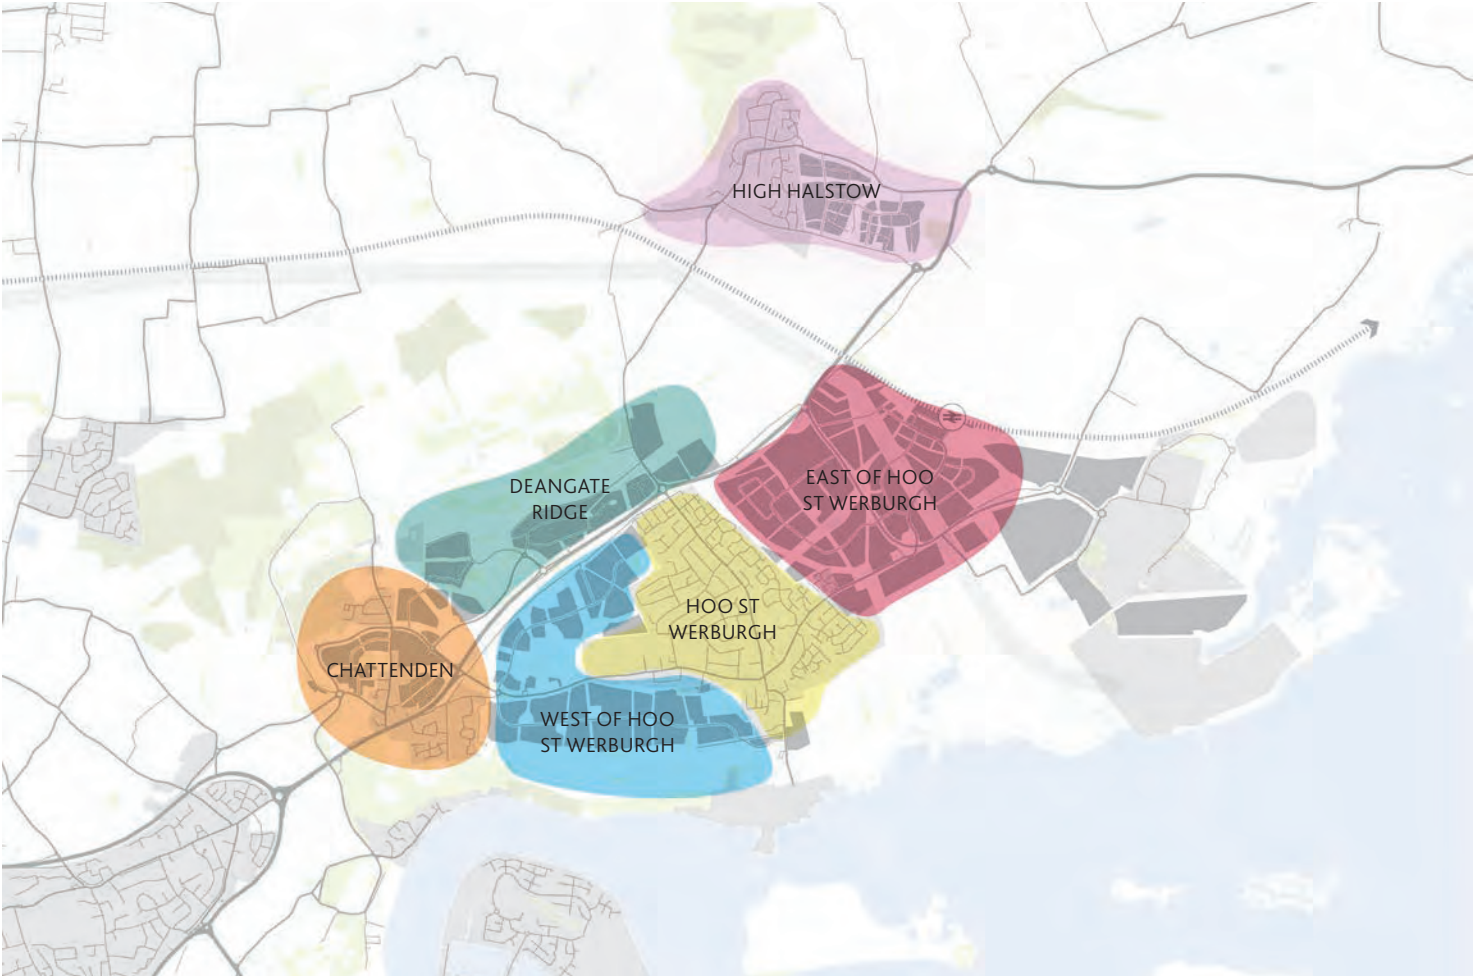 HIGH HALSTOW
EAST OF HOO
ST WERBURGH
DEANGATE
RIDGE
HOO ST
WERBURGH
CHATTENDEN
WEST OF HOO
ST WERBURGH